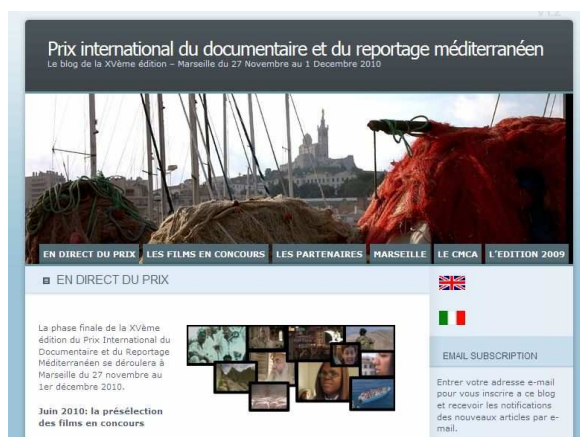 Prix international du documentaire et du reportage méditerranéen
Le blog de la XVème édition – Marseille du 27 Novembre au 1 Decembre 2010
EN DIRECT DU PRIX LES FILMS EN CONCOURS LES PARTENAIRES MARSEILLE LE CMCA L'EDITION 2009
EN DIRECT DU PRIX
La phase finale de la XVème
édition du Prix International du
Documentaire et du Reportage
Méditerranéen se déroulera à
Marseille du 27 novembre au
1er décembre 2010.
Juin 2010: la présélection
des films en concours
EMAIL SUBSCRIPTION
Entrer votre adresse e-mail
pour vous inscrire a ce blog
et recevoir les notifications
des nouveaux articles par e-
mail.